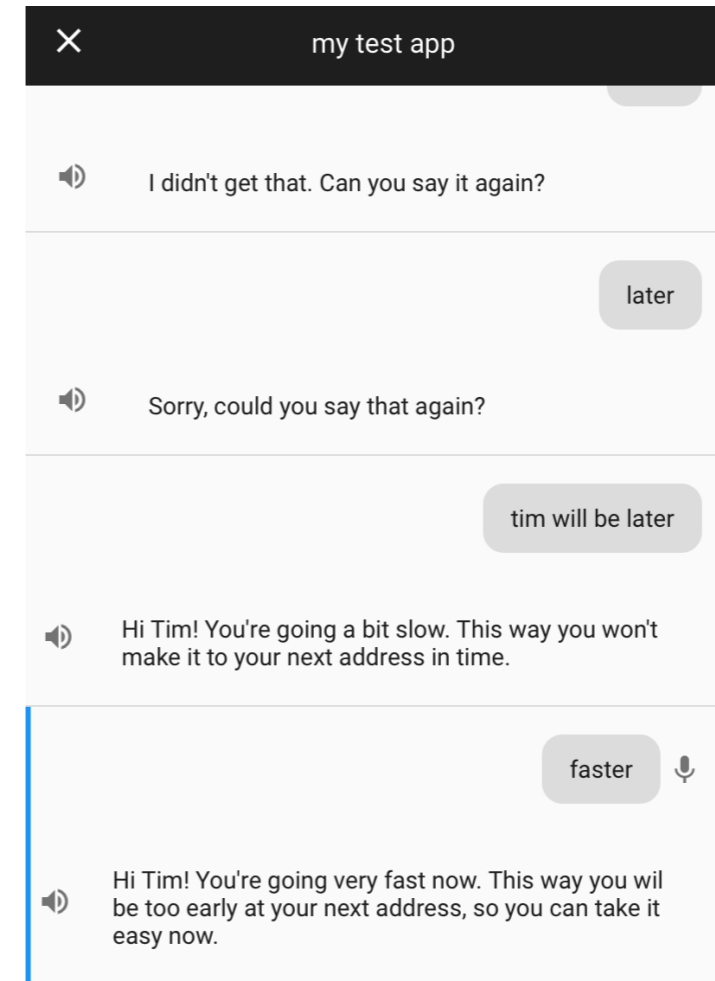 my test app
I didn't get that. Can you say it again?
later
Sorry, could you say that again?
tim will be later
Hi Tim! You're going a bit slow. This way you won't
make it to your next address in time.
faster
Hi Tim! You're going very fast now. This way you wil
be too early at your next address, so you can take it
easy now.